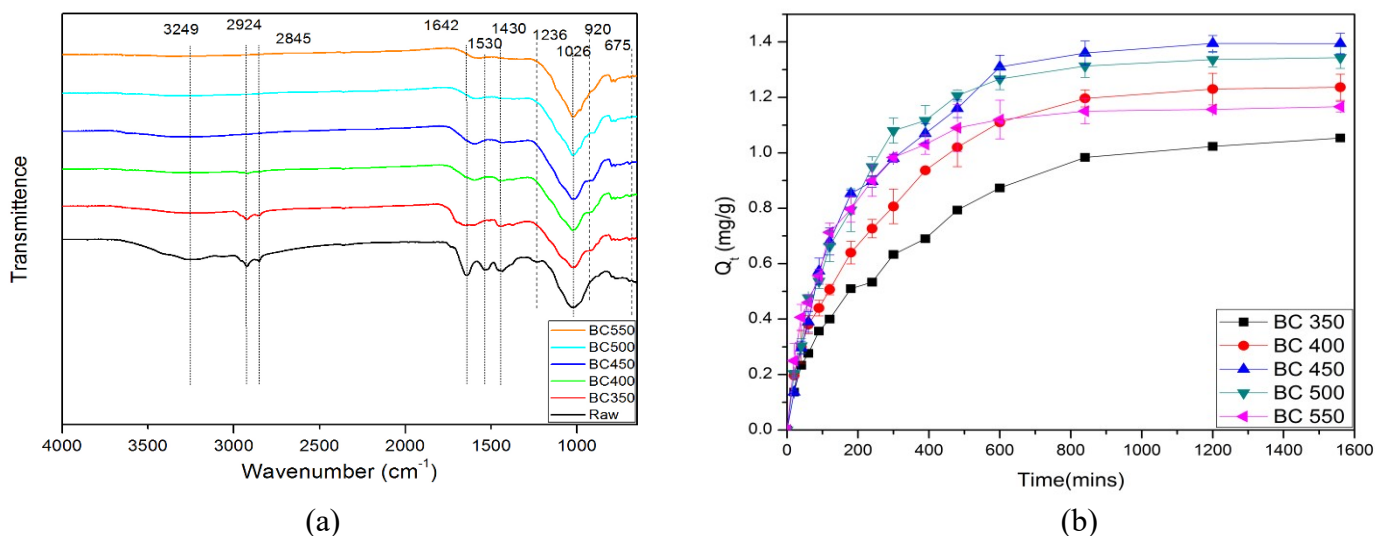 3249
2924
2845
1642
1530
1430
1236
1026
920
675
Transmittence
BC550
BC500
BC450
BC400
BC350
Raw
4000 3500 3000 2500 2000 1500 1000
Wavenumber (cm⁻¹)
(a)
1.4
1.2
1.0
0.8
0.6
0.4
0.2
0.0
Qt (mg/g)
BC 350
BC 400
BC 450
BC 500
BC 550
0 200 400 600 800 1000 1200 1400 1600
Time(mins)
(b)